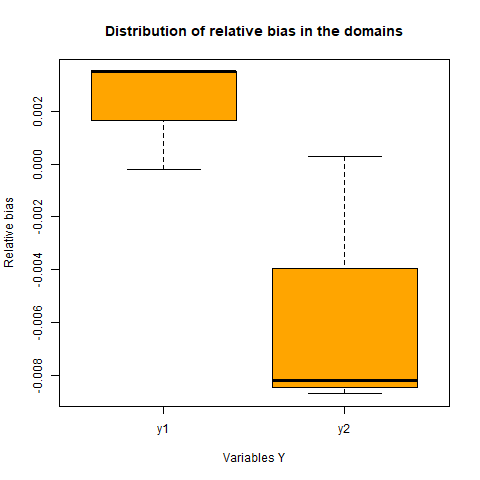 Distribution of relative bias in the domains
Relative bias
0.002
0.000
-0.002
-0.004
-0.006
-0.008
y1
y2
Variables Y